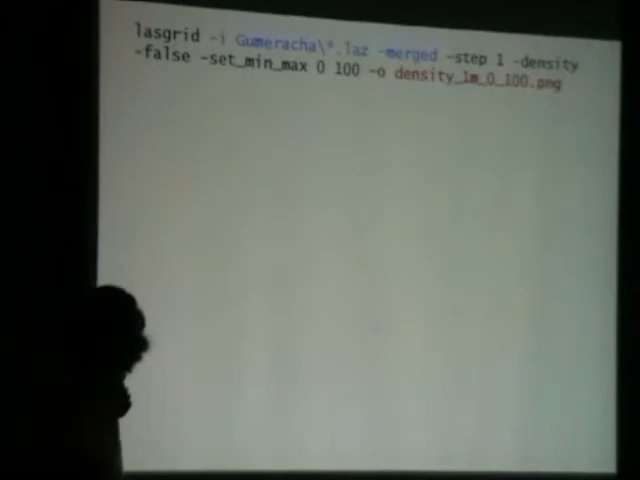 lasgrid -i Gumeracha\*.laz -merged -step 1 -density
-false -set_min_max 0 100 -o density_1m_0_100.png